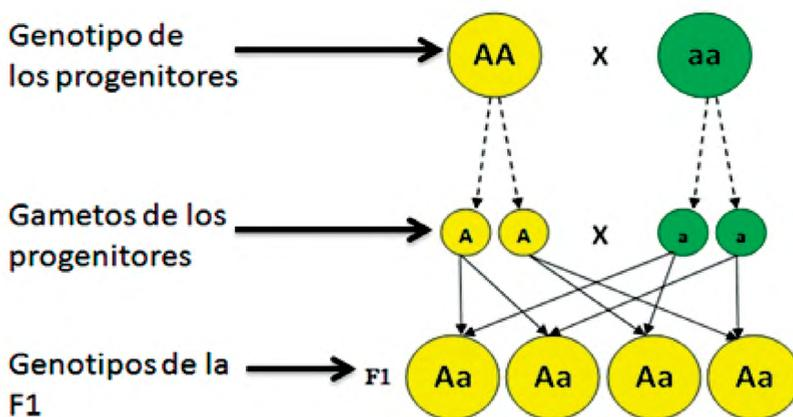 Genotipo de
los progenitores
AA x aa
Gametos de los
progenitores
A A x a a
Genotipos de la
F1
F1 Aa Aa Aa Aa